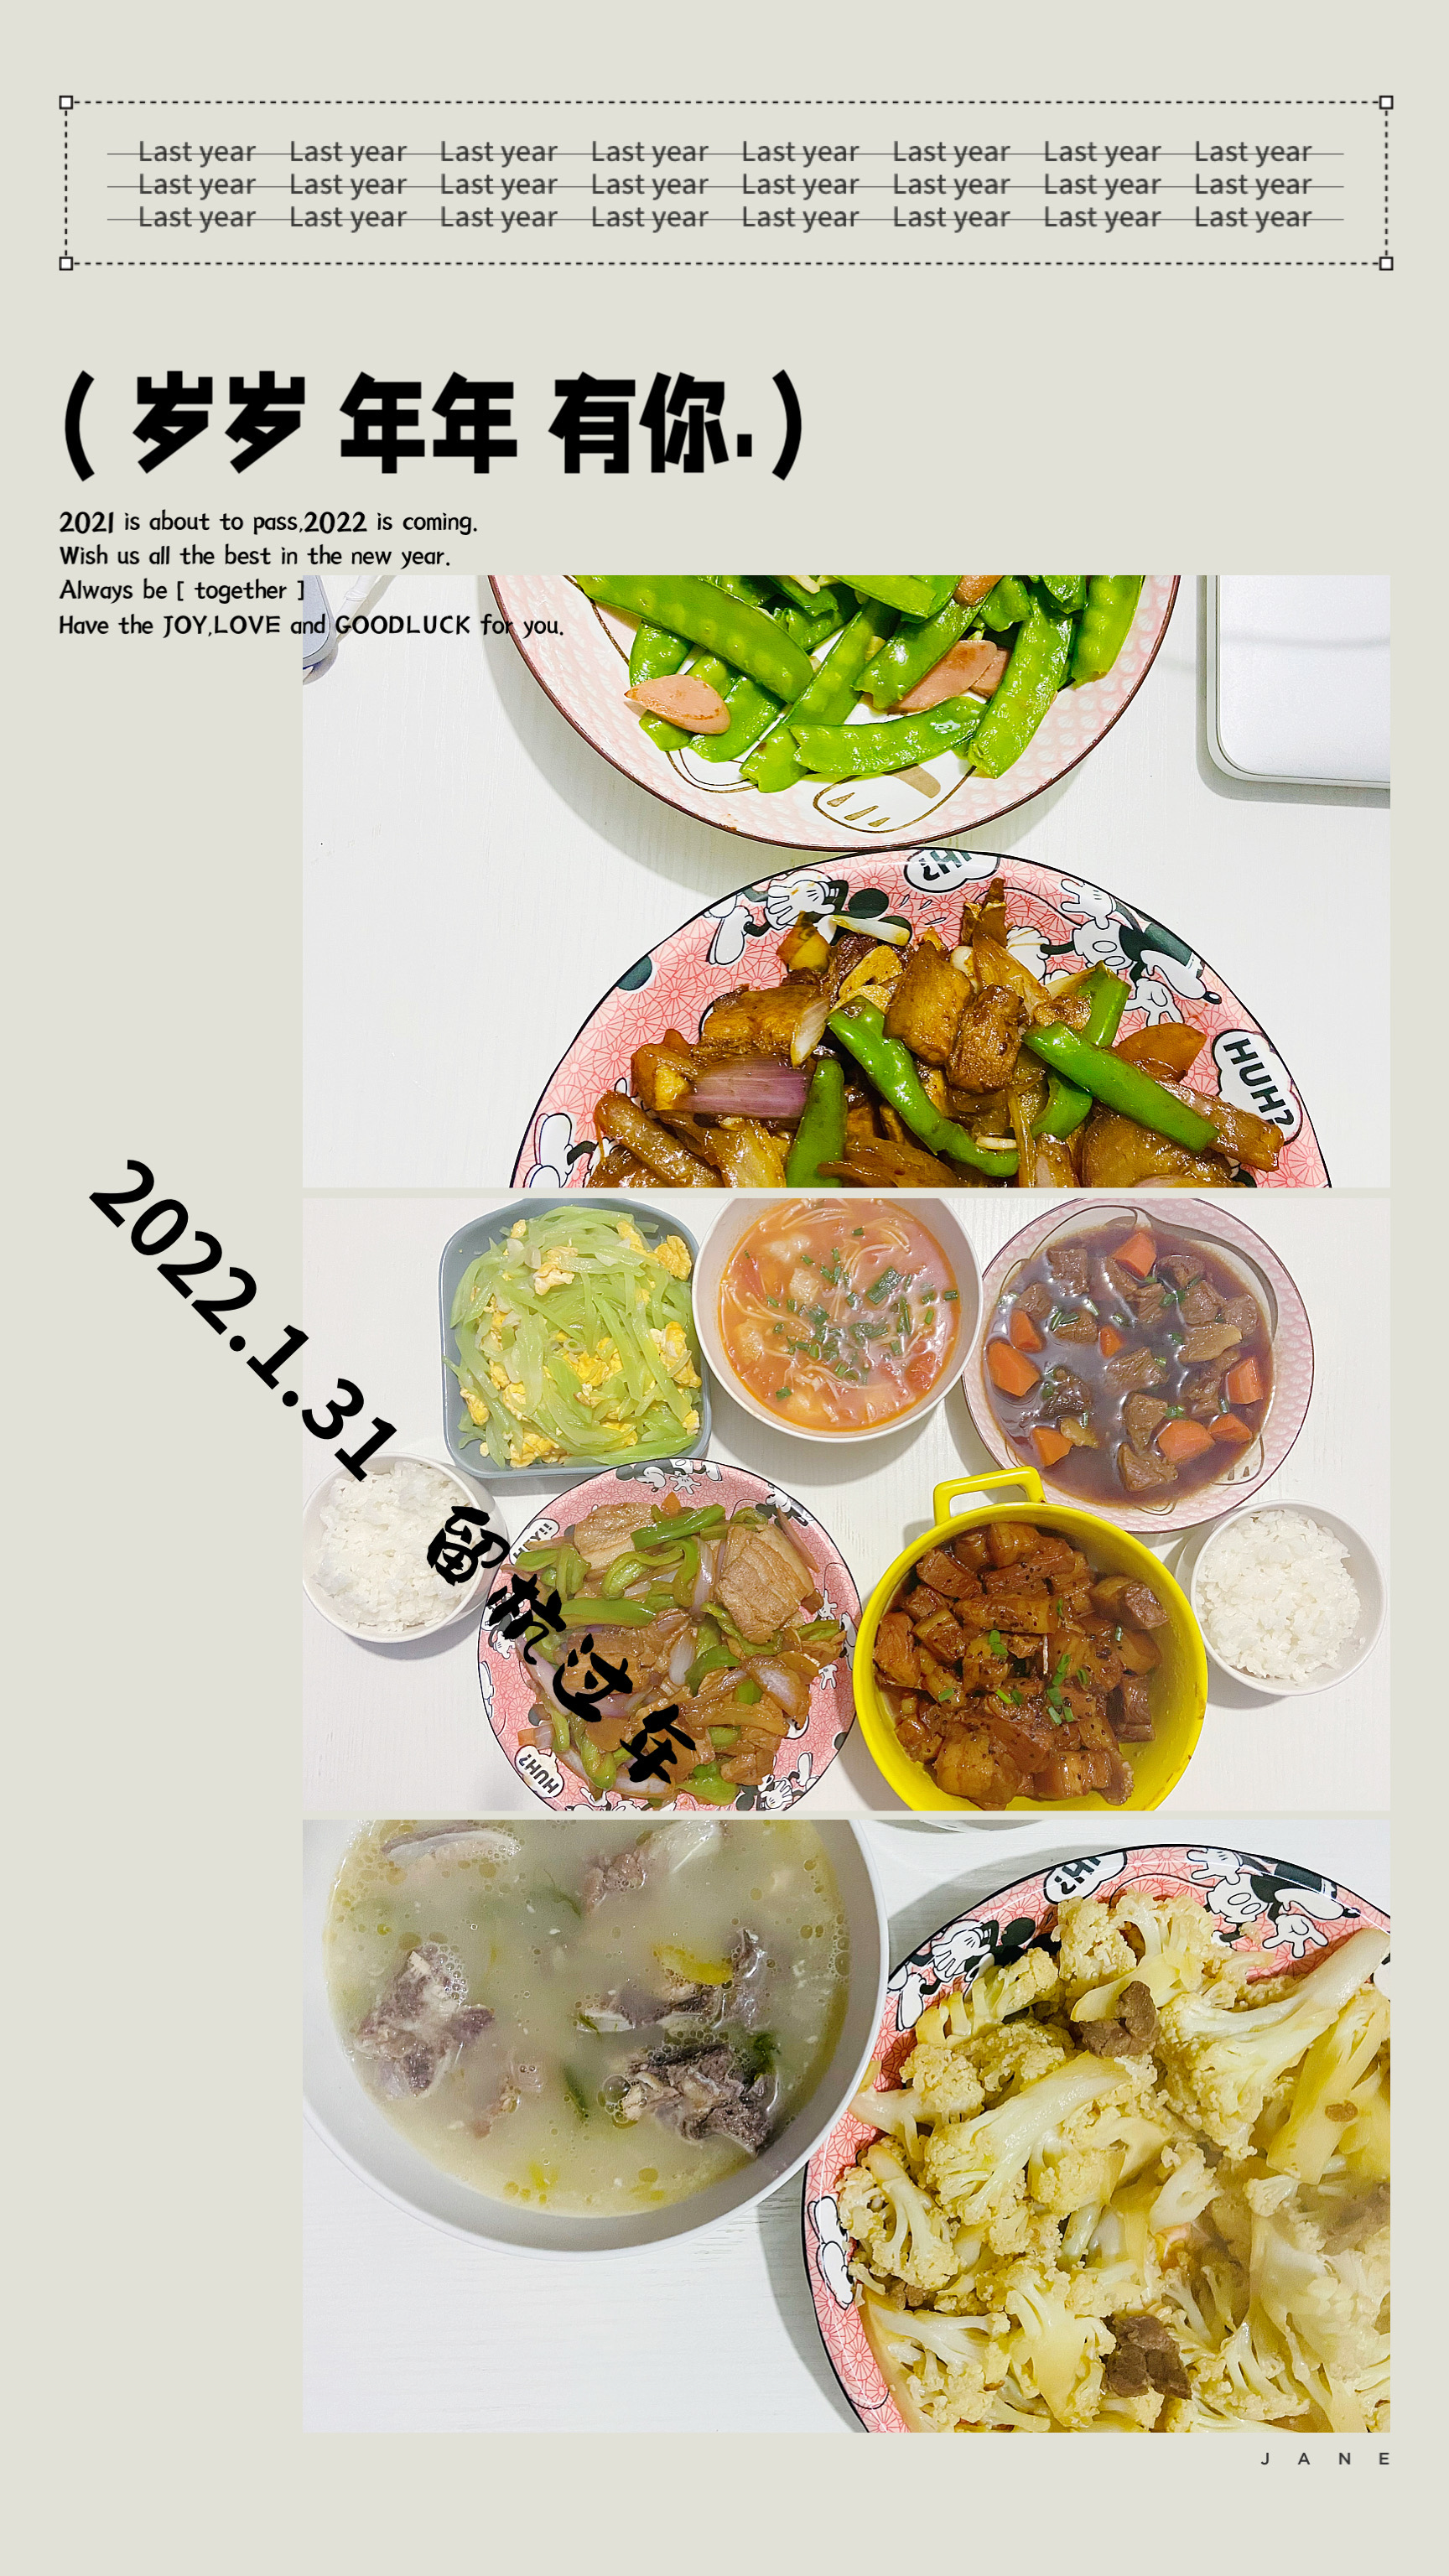 Last year Last year Last year Last year Last year Last year Last year Last year
Last year Last year Last year Last year Last year Last year Last year Last year
Last year Last year Last year Last year Last year Last year Last year Last year
( 岁岁 年年 有你. )
2021 is about to pass,2022 is coming.
Wish us all the best in the new year.
Always be [ together ]
Have the JOY,LOVE and GOODLUCK for you.
HI?
HUH?
2022.1.31 留杭过年
HEY!!
HUH?
HI?
JANE